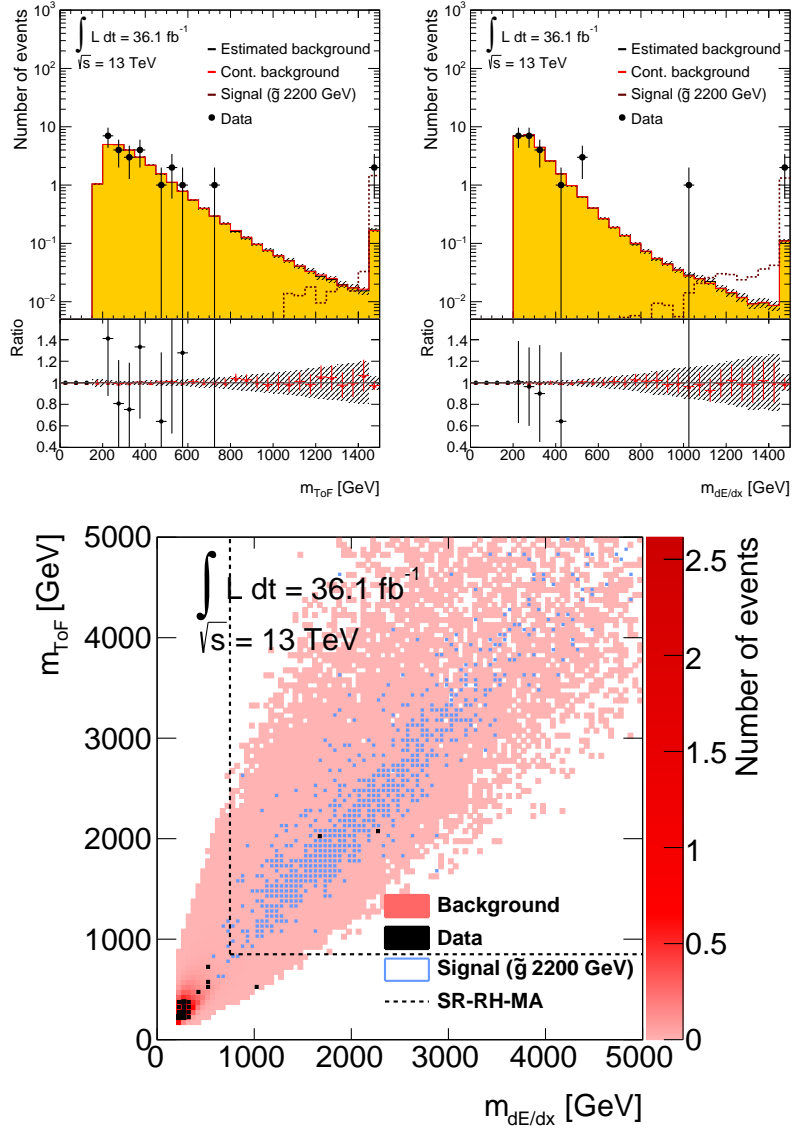 ∫ L dt = 36.1 fb⁻¹
√s = 13 TeV
Estimated background
Cont. background
Signal (g̃ 2200 GeV)
Data
Number of events
10³
10²
10
1
10⁻¹
10⁻²
Ratio
1.4
1.2
1.0
0.8
0.6
0.4
0 200 400 600 800 1000 1200 1400
m_ToF [GeV]
∫ L dt = 36.1 fb⁻¹
√s = 13 TeV
Estimated background
Cont. background
Signal (g̃ 2200 GeV)
Data
Number of events
10³
10²
10
1
10⁻¹
10⁻²
Ratio
1.4
1.2
1.0
0.8
0.6
0.4
0 200 400 600 800 1000 1200 1400
m_dE/dx [GeV]
m_ToF [GeV]
5000
4000
3000
2000
1000
0
∫ L dt = 36.1 fb⁻¹
√s = 13 TeV
Background
Data
Signal (g̃ 2200 GeV)
SR-RH-MA
0 1000 2000 3000 4000 5000
m_dE/dx [GeV]
Number of events
2.5
2
1.5
1
0.5
0